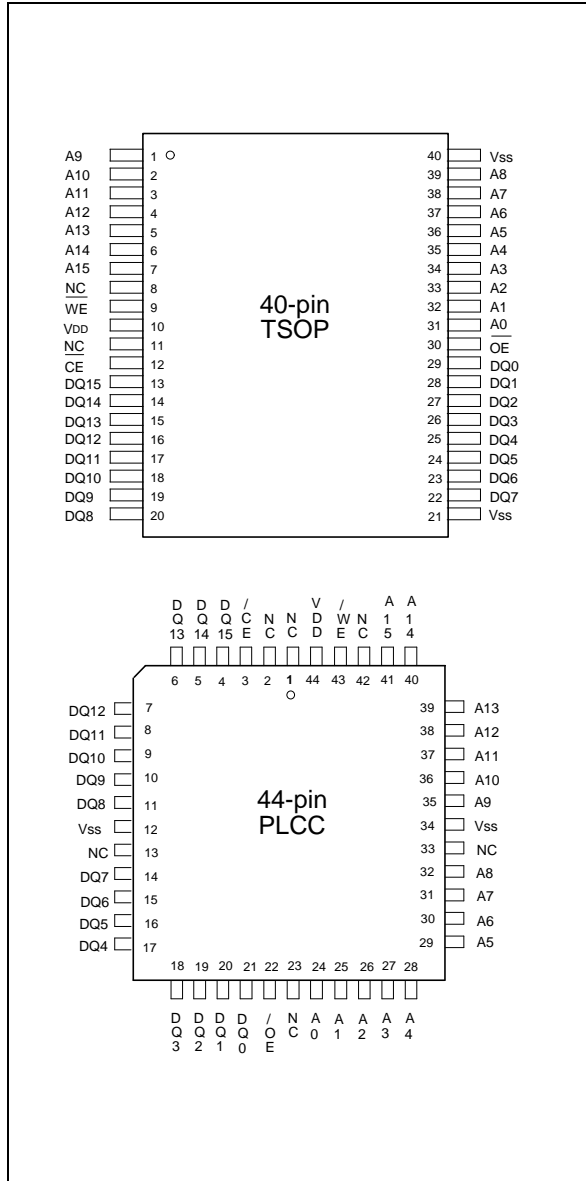 A9 1 40 Vss
A10 2 39 A8
A11 3 38 A7
A12 4 37 A6
A13 5 36 A5
A14 6 35 A4
A15 7 34 A3
NC 8 33 A2
WE 9 32 A1
VDD 10 31 A0
NC 11 30 OE
CE 12 29 DQ0
DQ15 13 28 DQ1
DQ14 14 27 DQ2
DQ13 15 26 DQ3
DQ12 16 25 DQ4
DQ11 17 24 DQ5
DQ10 18 23 DQ6
DQ9 19 22 DQ7
DQ8 20 21 Vss
40-pin
TSOP
DQ13 DQ14 DQ15 /CE NC NC VDD /WE NC A15 A14
6 5 4 3 2 1 44 43 42 41 40
DQ12 7 39 A13
DQ11 8 38 A12
DQ10 9 37 A11
DQ9 10 36 A10
DQ8 11 35 A9
Vss 12 34 Vss
NC 13 33 NC
DQ7 14 32 A8
DQ6 15 31 A7
DQ5 16 30 A6
DQ4 17 29 A5
44-pin
PLCC
18 19 20 21 22 23 24 25 26 27 28
DQ3 DQ2 DQ1 DQ0 /OE NC A0 A1 A2 A3 A4